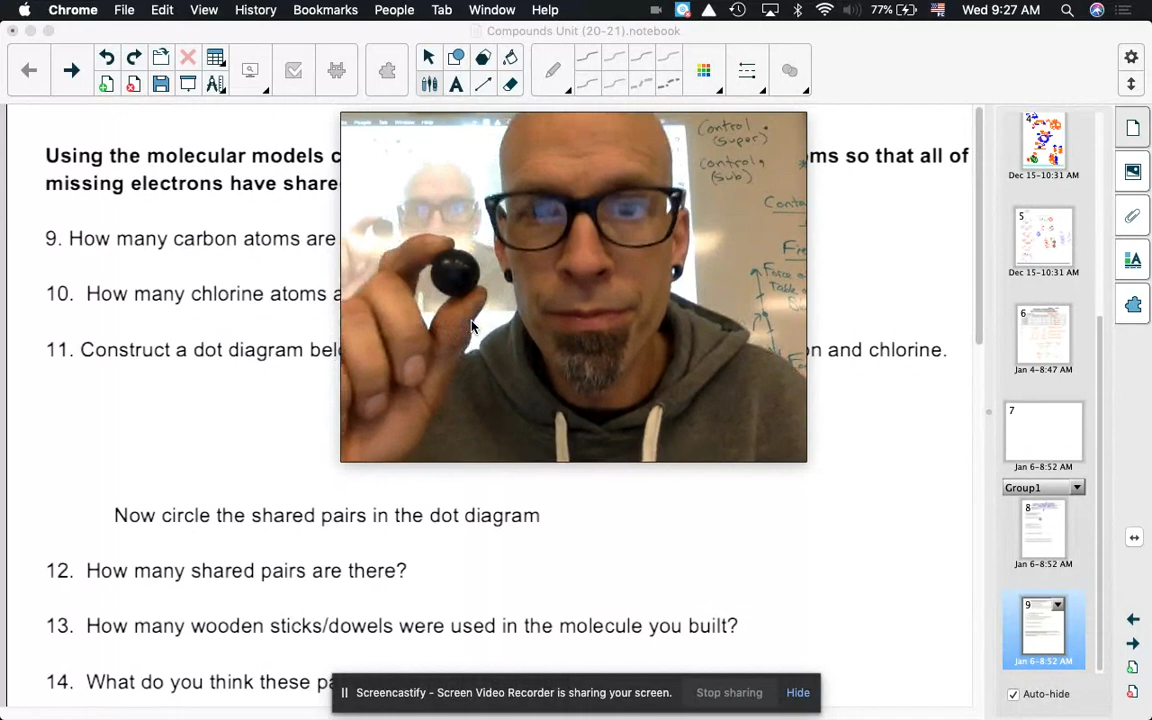 Chrome File Edit View History Bookmarks People Tab Window Help 77% Wed 9:27 AM
Compounds Unit (20-21).notebook
Using the molecular models c ms so that all of
missing electrons have share
9. How many carbon atoms are
10. How many chlorine atoms a
11. Construct a dot diagram bel n and chlorine.
Now circle the shared pairs in the dot diagram
12. How many shared pairs are there?
13. How many wooden sticks/dowels were used in the molecule you built?
14. What do you think these pa
Control
(super)
Control
(sub)
Screencastify - Screen Video Recorder is sharing your screen. Stop sharing Hide
4
Dec 15-10:31 AM
5
Dec 15-10:31 AM
6
Jan 4-8:47 AM
7
Jan 6-8:52 AM
Group1
8
Jan 6-8:52 AM
9
Jan 6-8:52 AM
Auto-hide